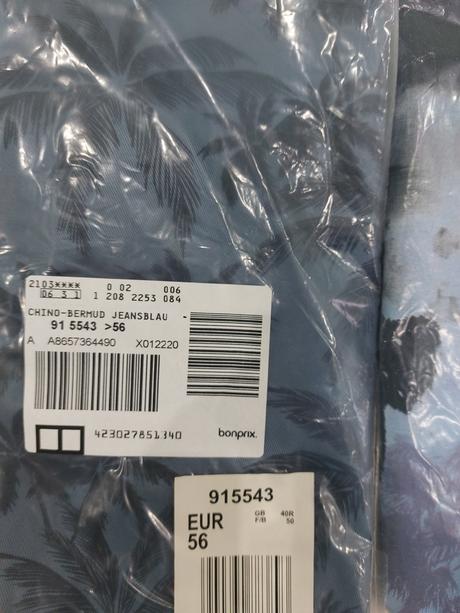 2103**** 0 02 006
06 3 1 1 208 2253 084
CHINO-BERMUD JEANSBLAU -
91 5543 >56
A A8657364490 X012220
423027851340 bonprix.
915543
EUR GB 40R
56 F/B 50